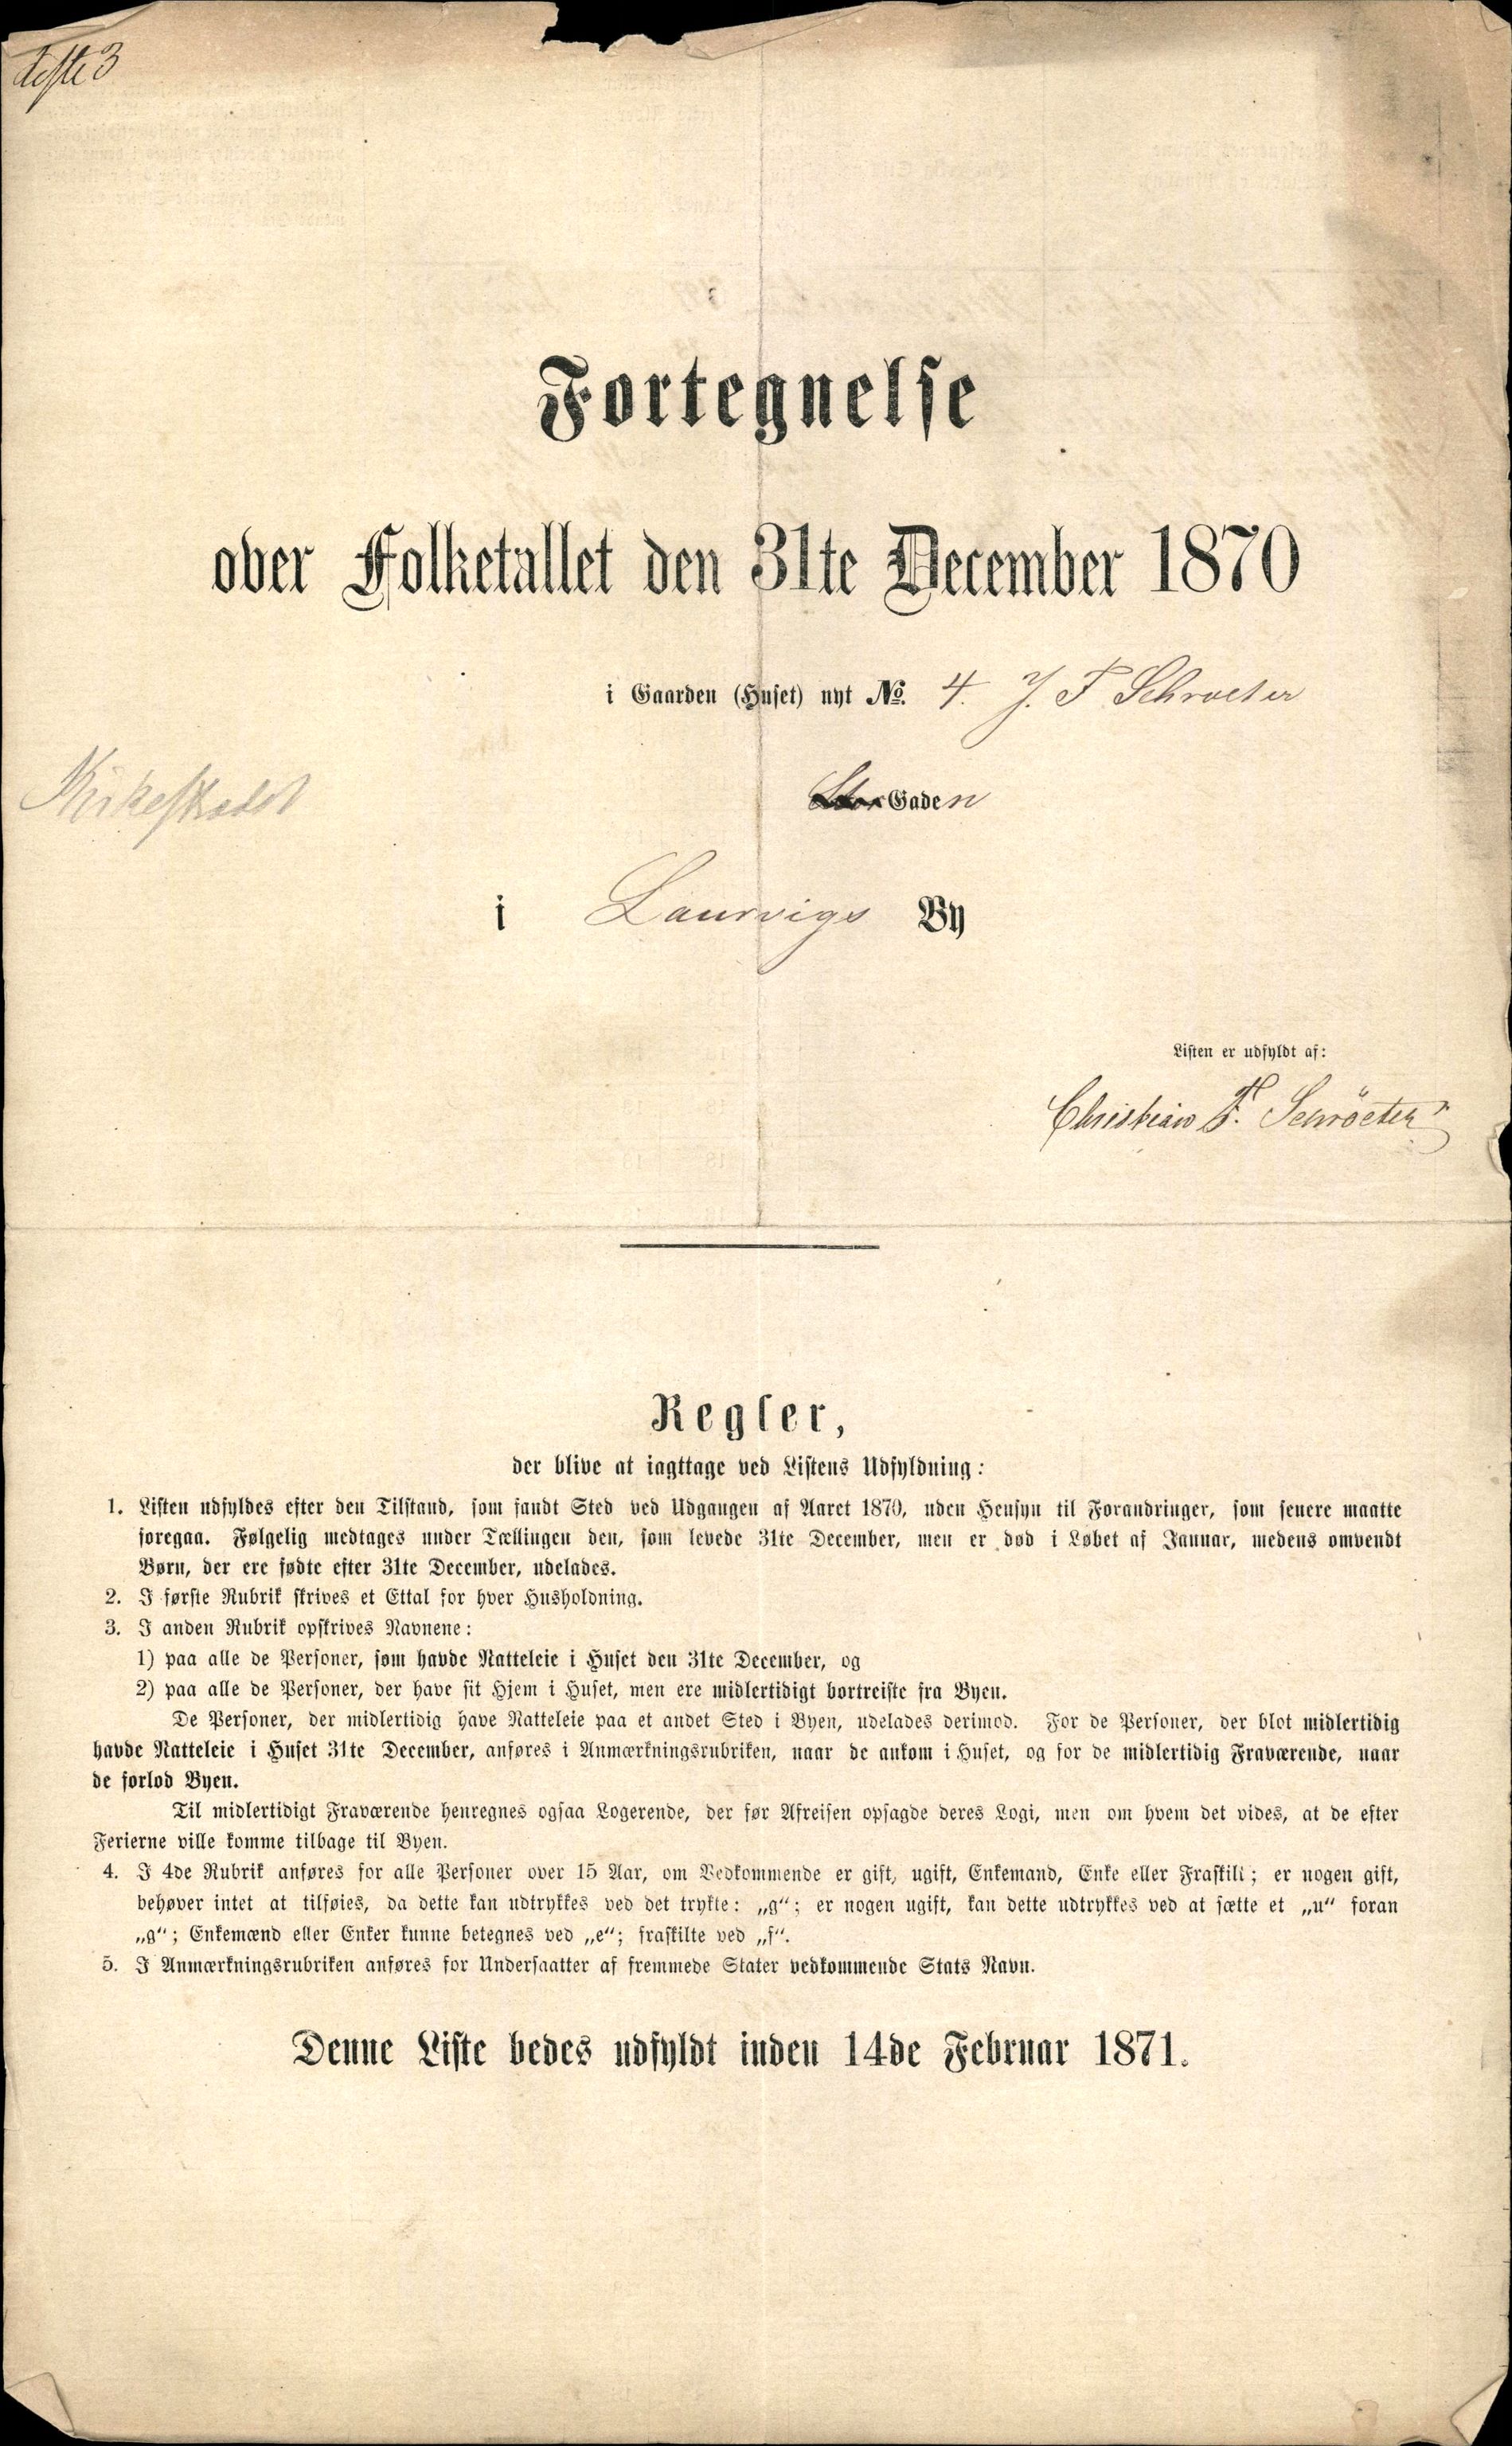 Liste 3
Fortegnelse
over Folketallet den 31te December 1870
i Gaarden (Huset) nyt No. 4. J. F Schroeter
Kirkestrædet
Stor Gaden
i Laurvigs By
Listen er udfyldt af:
Christian F. Schröeter
Regler,
der blive at iagttage ved Listens Udfyldning:
1. Listen udfyldes efter den Tilstand, som fandt Sted ved Udgangen af Aaret 1870, uden Hensyn til Forandringer, som senere maatte
foregaa. Følgelig medtages under Tællingen den, som levede 31te December, men er død i Løbet af Januar, medens omvendt
Børn, der ere fødte efter 31te December, udelades.
2. I første Rubrik skrives et Ettal for hver Husholdning.
3. I anden Rubrik opskrives Navnene:
1) paa alle de Personer, som havde Natteleie i Huset den 31te December, og
2) paa alle de Personer, der have sit Hjem i Huset, men ere midlertidigt bortreiste fra Byen.
De Personer, der midlertidig have Natteleie paa et andet Sted i Byen, udelades derimod. For de Personer, der blot midlertidig
havde Natteleie i Huset 31te December, anføres i Anmærkningsrubriken, naar de ankom i Huset, og for de midlertidig Fraværende, naar
de forlod Byen.
Til midlertidigt Fraværende henregnes ogsaa Logerende, der før Afreisen opsagde deres Logi, men om hvem det vides, at de efter
Ferierne ville komme tilbage til Byen.
4. I 4de Rubrik anføres for alle Personer over 15 Aar, om Vedkommende er gift, ugift, Enkemand, Enke eller Fraskilt; er nogen gift,
behøver intet at tilføies, da dette kan udtrykkes ved det trykte: „g“; er nogen ugift, kan dette udtrykkes ved at sætte et „u“ foran
„g“; Enkemænd eller Enker kunne betegnes ved „e“; fraskilte ved „f“.
5. I Anmærkningsrubriken anføres for Undersaatter af fremmede Stater vedkommende Stats Navn.
Denne Liste bedes udfyldt inden 14de Februar 1871.